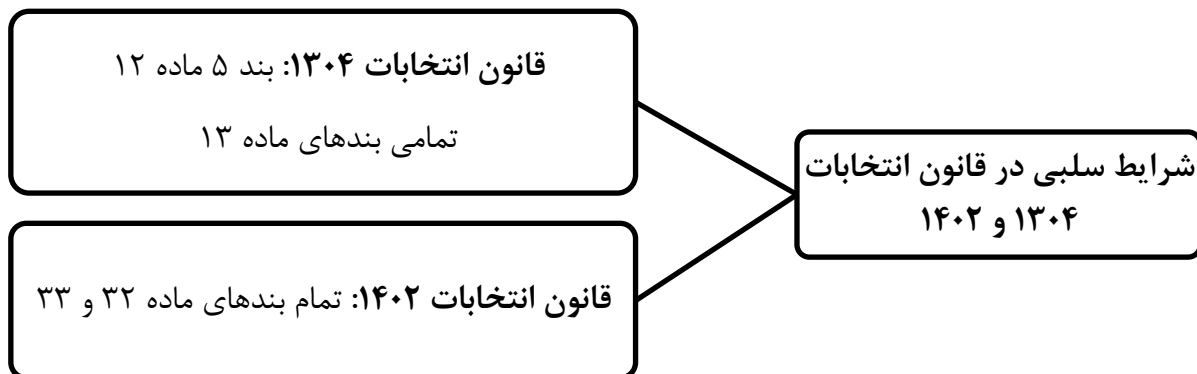 شرایط سلبی در قانون انتخابات
۱۳۰۴ و ۱۴۰۲
قانون انتخابات ۱۳۰۴: بند ۵ ماده ۱۲
تمامی بندهای ماده ۱۳
قانون انتخابات ۱۴۰۲: تمام بندهای ماده ۳۲ و ۳۳